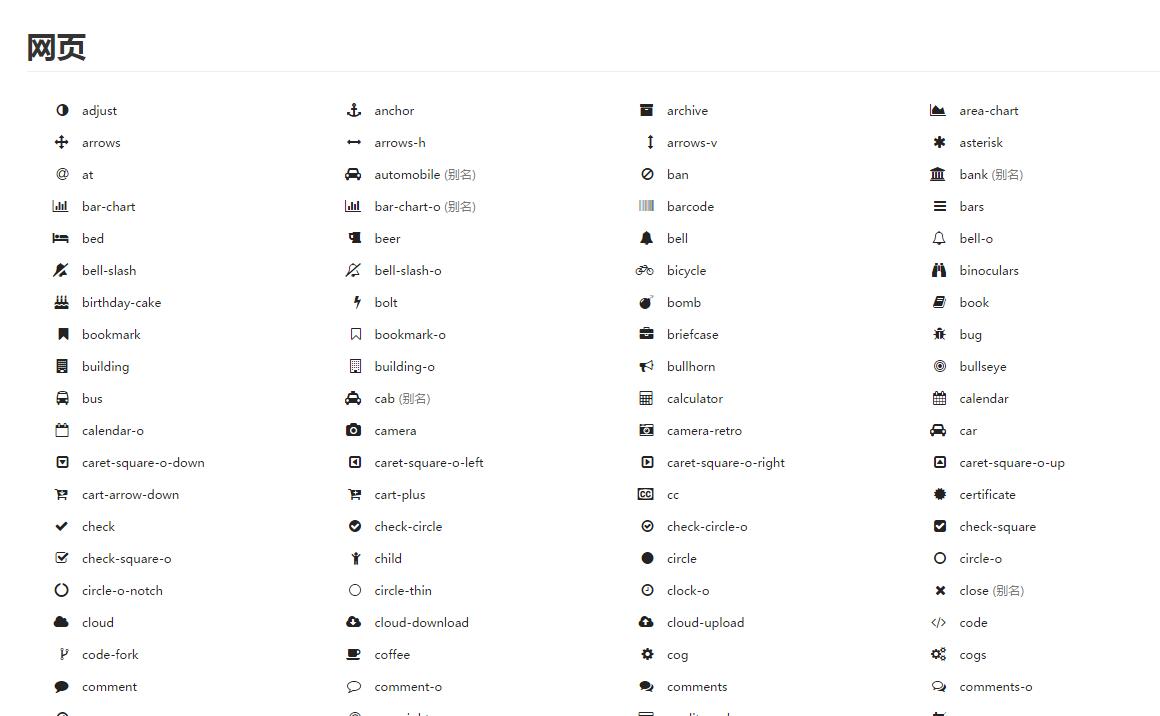 网页
adjust anchor archive area-chart
arrows arrows-h arrows-v asterisk
at automobile (别名) ban bank (别名)
bar-chart bar-chart-o (别名) barcode bars
bed beer bell bell-o
bell-slash bell-slash-o bicycle binoculars
birthday-cake bolt bomb book
bookmark bookmark-o briefcase bug
building building-o bullhorn bullseye
bus cab (别名) calculator calendar
calendar-o camera camera-retro car
caret-square-o-down caret-square-o-left caret-square-o-right caret-square-o-up
cart-arrow-down cart-plus cc certificate
check check-circle check-circle-o check-square
check-square-o child circle circle-o
circle-o-notch circle-thin clock-o close (别名)
cloud cloud-download cloud-upload code
code-fork coffee cog cogs
comment comment-o comments comments-o